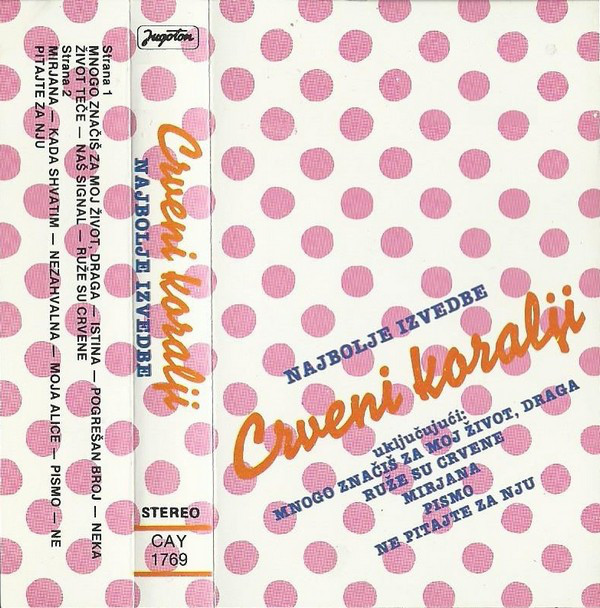 Strana 1
MNOGO ZNAČIŠ ZA MOJ ŽIVOT, DRAGA — ISTINA — POGREŠAN BROJ — NEKA
ŽIVOT TEČE — NAŠ SIGNAL — RUŽE SU CRVENE
Strana 2
MIRJANA — KADA SHVATIM — NEZAHVALNA — MOJA ALICE — PISMO — NE
PITAJTE ZA NJU
Jugoton
Crveni koralji
NAJBOLJE IZVEDBE
STEREO
CAY
1769
NAJBOLJE IZVEDBE
Crveni koralji
uključujući:
MNOGO ZNAČIŠ ZA MOJ ŽIVOT, DRAGA
RUŽE SU CRVENE
MIRJANA
PISMO
NE PITAJTE ZA NJU